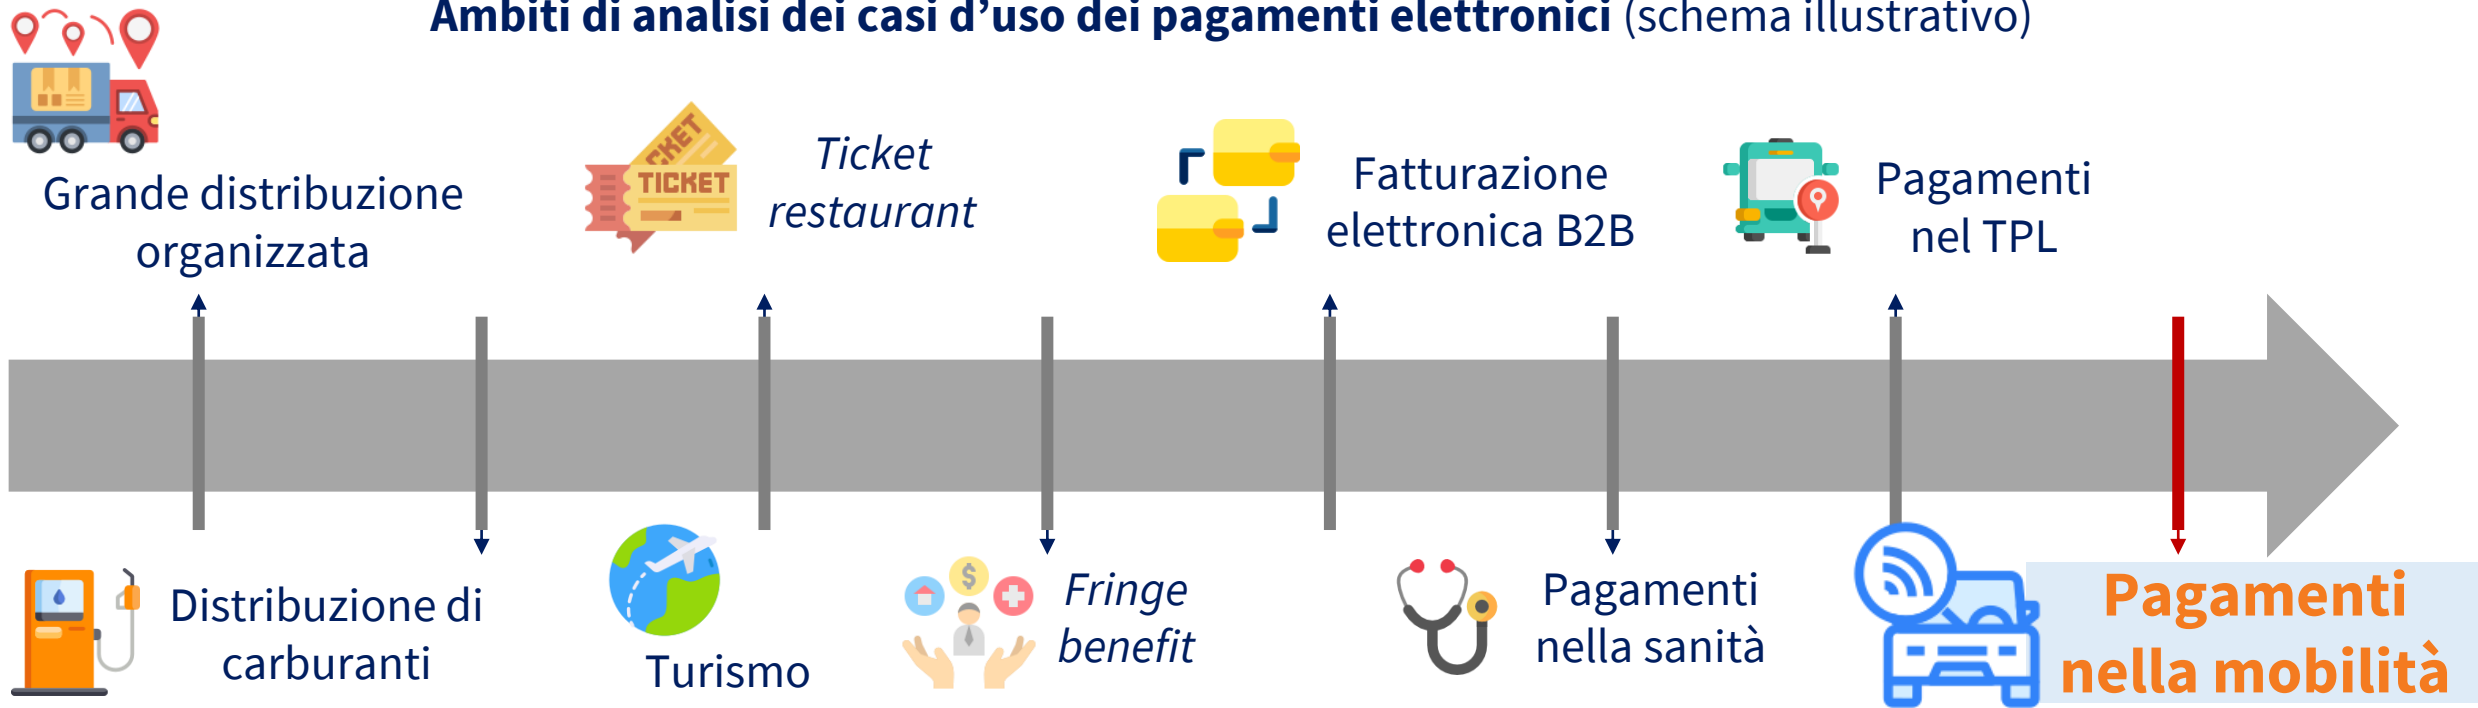 Ambiti di analisi dei casi d'uso dei pagamenti elettronici (schema illustrativo)
Grande distribuzione
organizzata
TICKET
Ticket
restaurant
Fatturazione
elettronica B2B
Pagamenti
nel TPL
Distribuzione di
carburanti
Turismo
$
Fringe
benefit
Pagamenti
nella sanità
Pagamenti
nella mobilità